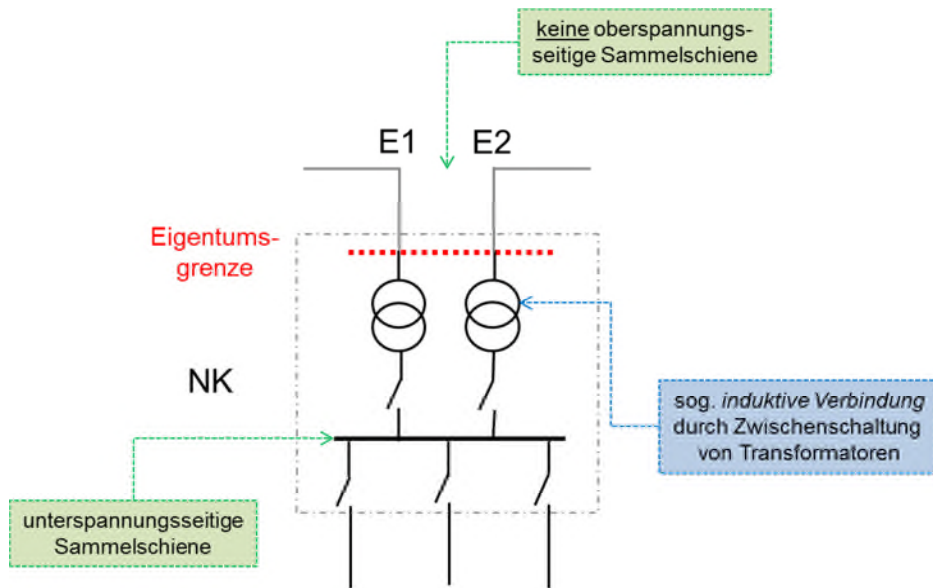 keine oberspannungs-
seitige Sammelschiene
E1
E2
Eigentums-
grenze
NK
sog. induktive Verbindung
durch Zwischenschaltung
von Transformatoren
unterspannungsseitige
Sammelschiene